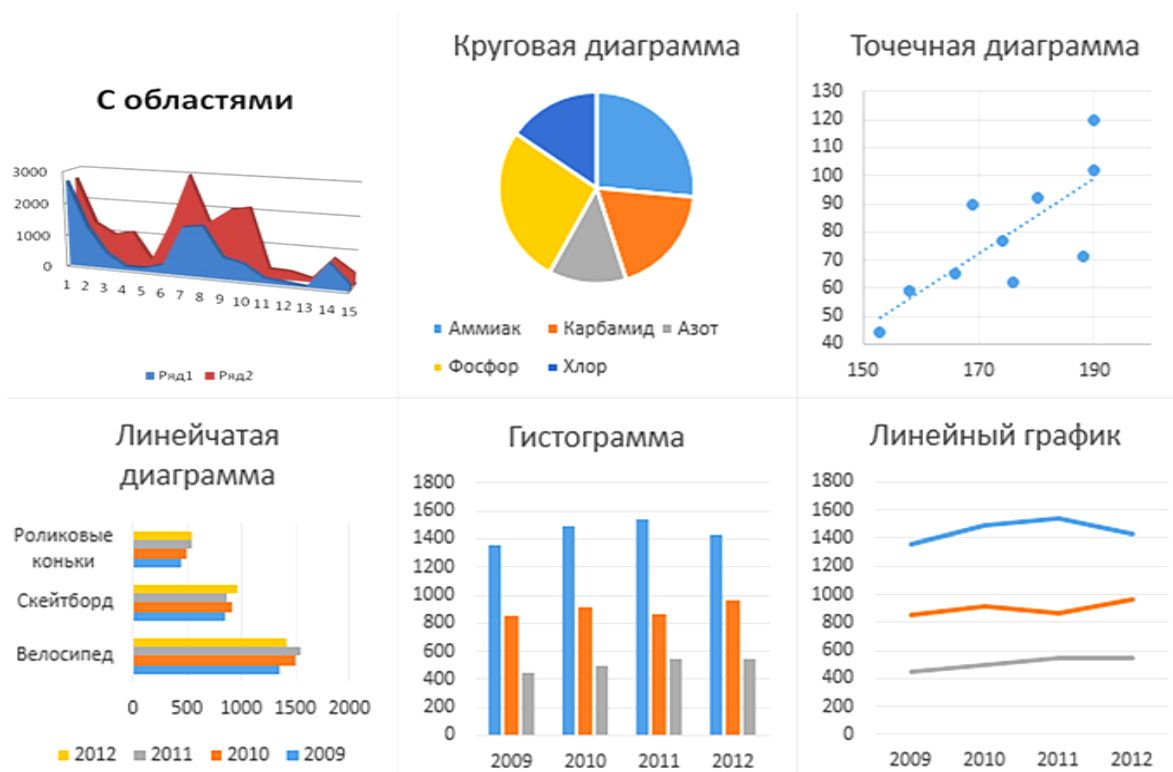 С областями
3000
2000
1000
0
1 2 3 4 5 6 7 8 9 10 11 12 13 14 15
Ряд1 Ряд2
Круговая диаграмма
Аммиак Карбамид Азот
Фосфор Хлор
Точечная диаграмма
130
120
110
100
90
80
70
60
50
40
150 170 190
Линейчатая
диаграмма
Роликовые
коньки
Скейтборд
Велосипед
0 500 1000 1500 2000
2012 2011 2010 2009
Гистограмма
1800
1600
1400
1200
1000
800
600
400
200
0
2009 2010 2011 2012
Линейный график
1800
1600
1400
1200
1000
800
600
400
200
0
2009 2010 2011 2012